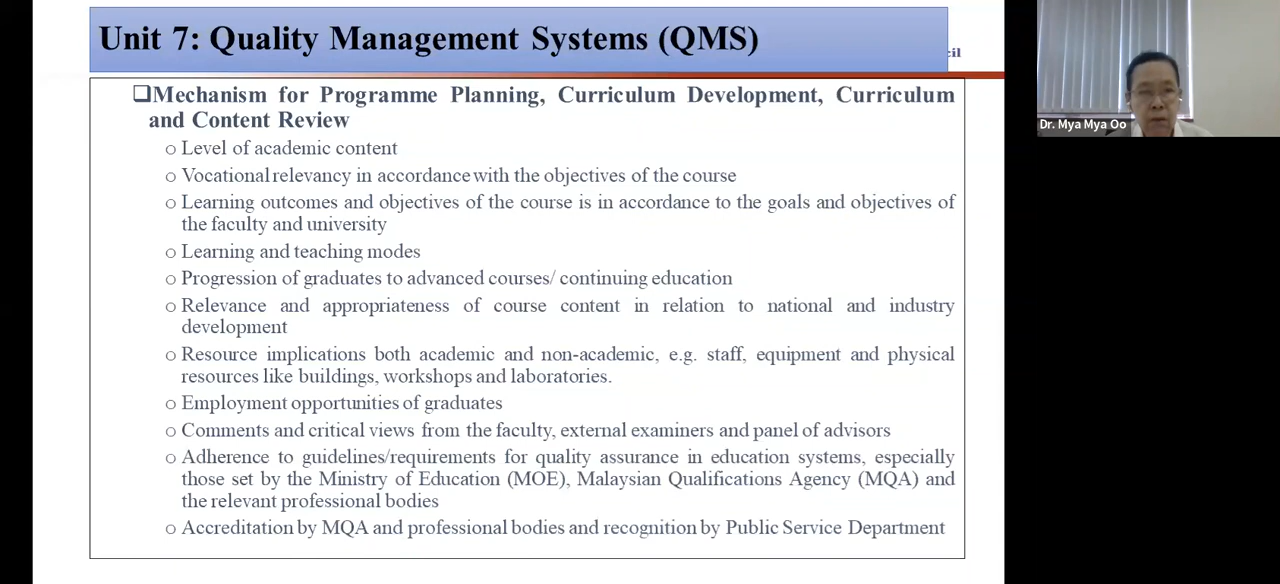 Unit 7: Quality Management Systems (QMS)
cil
Dr. Mya Mya Oo
❑Mechanism for Programme Planning, Curriculum Development, Curriculum
and Content Review
o Level of academic content
o Vocational relevancy in accordance with the objectives of the course
o Learning outcomes and objectives of the course is in accordance to the goals and objectives of
the faculty and university
o Learning and teaching modes
o Progression of graduates to advanced courses/ continuing education
o Relevance and appropriateness of course content in relation to national and industry
development
o Resource implications both academic and non-academic, e.g. staff, equipment and physical
resources like buildings, workshops and laboratories.
o Employment opportunities of graduates
o Comments and critical views from the faculty, external examiners and panel of advisors
o Adherence to guidelines/requirements for quality assurance in education systems, especially
those set by the Ministry of Education (MOE), Malaysian Qualifications Agency (MQA) and
the relevant professional bodies
o Accreditation by MQA and professional bodies and recognition by Public Service Department